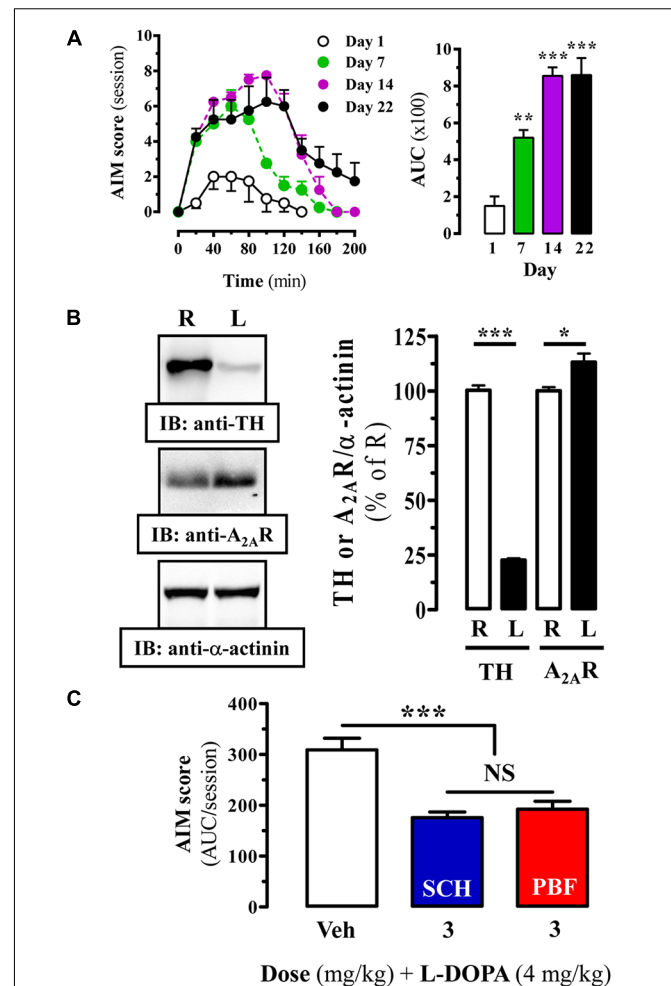 A
AIM score (session)
8
6
4
2
0
0 40 80 120 160 200
Time (min)
Day 1
Day 7
Day 14
Day 22
AUC (x100)
10
8
6
4
2
0
**
***
***
1 7 14 22
Day
B
R L
IB: anti-TH
IB: anti-A2AR
IB: anti-α-actinin
TH or A2AR/α-actinin
(% of R)
125
100
75
50
25
0
***
*
R L R L
TH A2AR
C
AIM score
(AUC/session)
400
300
200
100
0
***
NS
SCH
PBF
Veh 3 3
Dose (mg/kg) + L-DOPA (4 mg/kg)